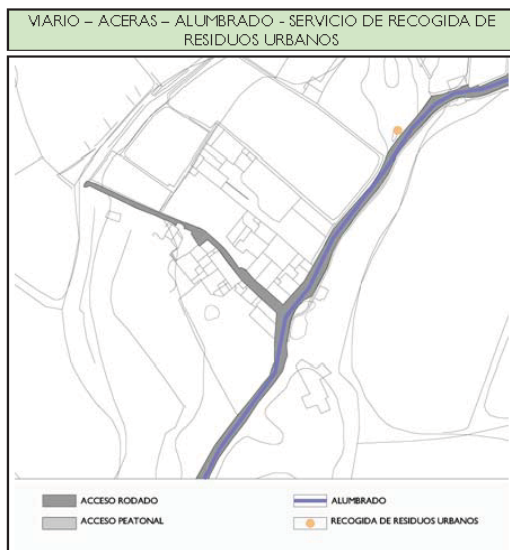 VIARIO – ACERAS – ALUMBRADO - SERVICIO DE RECOGIDA DE
RESIDUOS URBANOS
ACCESO RODADO
ALUMBRADO
ACCESO PEATONAL
RECOGIDA DE RESIDUOS URBANOS